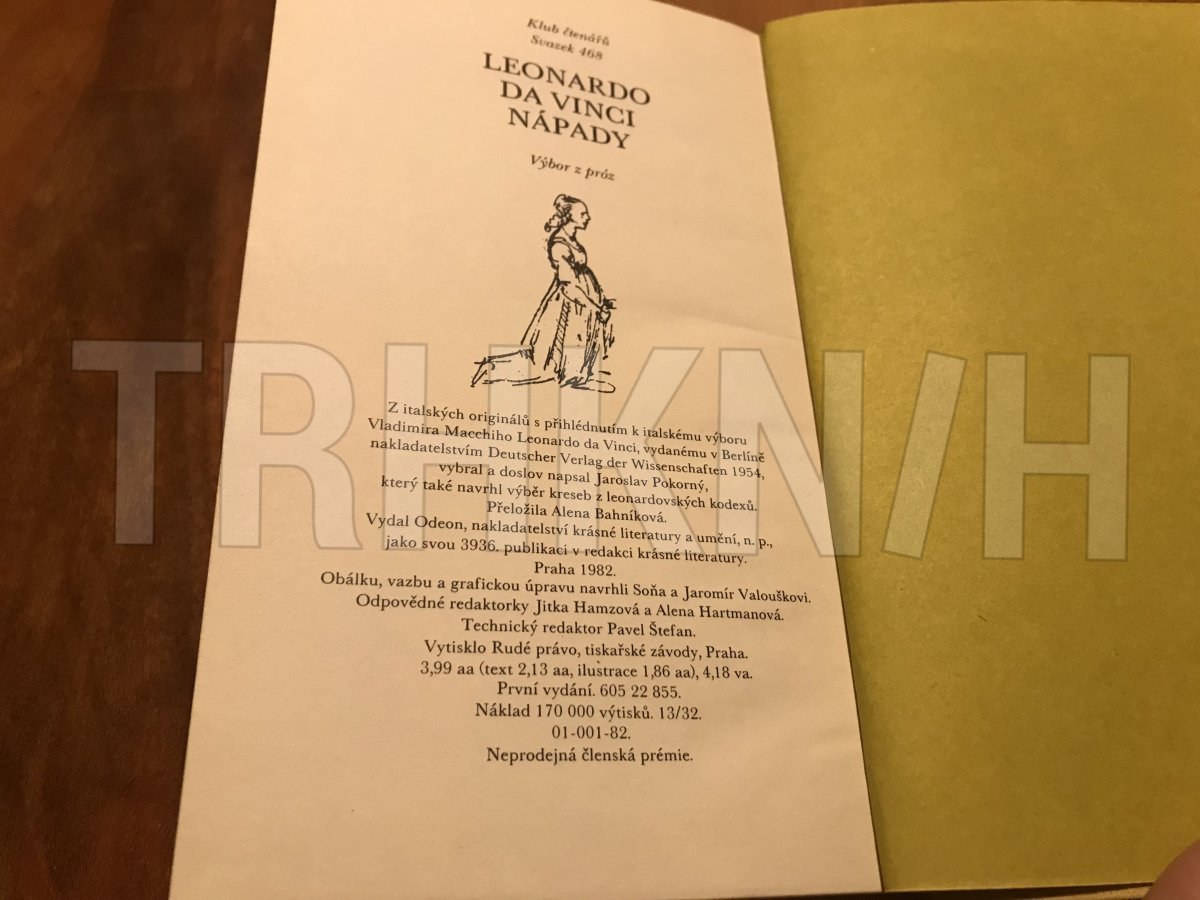 Klub čtenářů
Svazek 468
LEONARDO
DA VINCI
NÁPADY
Výbor z próz
Z italských originálů s přihlédnutím k italskému výboru
Vladimira Macchiho Leonardo da Vinci, vydanému v Berlíně
nakladatelstvím Deutscher Verlag der Wissenschaften 1954,
vybral a doslov napsal Jaroslav Pokorný,
který také navrhl výběr kreseb z leonardovských kodexů.
Přeložila Alena Bahníková.
Vydal Odeon, nakladatelství krásné literatury a umění, n. p.,
jako svou 3936. publikaci v redakci krásné literatury.
Praha 1982.
Obálku, vazbu a grafickou úpravu navrhli Soňa a Jaromír Valouškovi.
Odpovědné redaktorky Jitka Hamzová a Alena Hartmanová.
Technický redaktor Pavel Štefan.
Vytisklo Rudé právo, tiskařské závody, Praha.
3,99 aa (text 2,13 aa, ilustrace 1,86 aa), 4,18 va.
První vydání. 605 22 855.
Náklad 170 000 výtisků. 13/32.
01-001-82.
Neprodejná členská prémie.
TRHKN/H